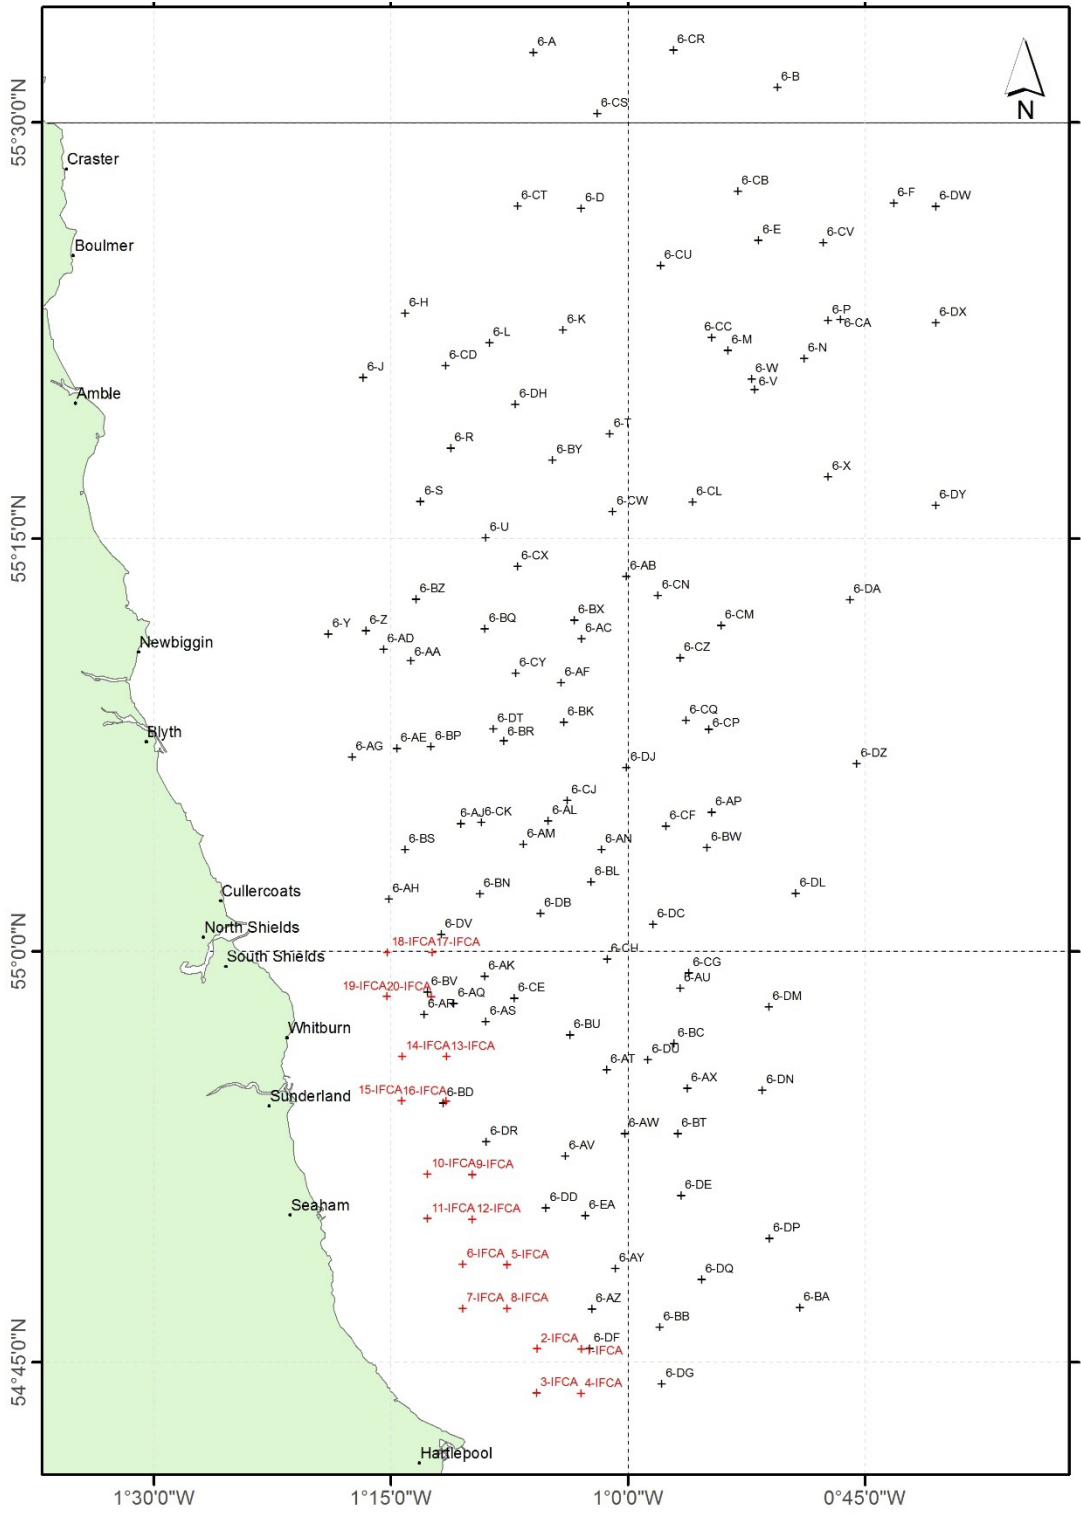 6-A
6-CR
6-B
6-CS
N
55°30'0"N
Craster
6-CB
6-CT
6-D
6-F
6-DW
Boulmer
6-E
6-CV
6-CU
6-H
6-K
6-P
6-CA
6-DX
6-L
6-CC
6-M
6-N
6-CD
6-J
6-W
6-V
Amble
6-DH
6-T
6-R
6-BY
6-X
6-S
6-CW
6-CL
6-DY
55°15'0"N
6-U
6-CX
6-AB
6-BZ
6-CN
6-DA
6-BX
6-Y
6-Z
6-BQ
6-CM
Newbiggin
6-AD
6-AC
6-AA
6-CZ
6-CY
6-AF
6-BK
6-CQ
6-CP
6-DT
6-BR
Blyth
6-AG
6-AE
6-BP
6-DJ
6-DZ
6-CJ
6-AJ
6-CK
6-AL
6-AP
6-CF
6-AM
6-AN
6-BS
6-BW
6-BL
Cullercoats
6-AH
6-BN
6-DL
6-DB
North Shields
6-DV
6-DC
18-IFCA
17-IFCA
55°0'0"N
6-CH
South Shields
6-CG
6-AK
6-AU
19-IFCA
20-IFCA
6-BV
6-AQ
6-CE
6-DM
6-AR
6-AS
Whitburn
6-BU
6-BC
14-IFCA
13-IFCA
6-AT
6-DU
6-AX
6-DN
15-IFCA
16-IFCA
6-BD
Sunderland
6-DR
6-AW
6-BT
6-AV
10-IFCA
9-IFCA
6-DE
Seaham
11-IFCA
12-IFCA
6-DD
6-EA
6-DP
6-IFCA
5-IFCA
6-AY
6-DQ
7-IFCA
8-IFCA
6-AZ
6-BA
6-BB
2-IFCA
6-DF
1-IFCA
54°45'0"N
3-IFCA
4-IFCA
6-DG
Hartlepool
1°30'0"W
1°15'0"W
1°0'0"W
0°45'0"W